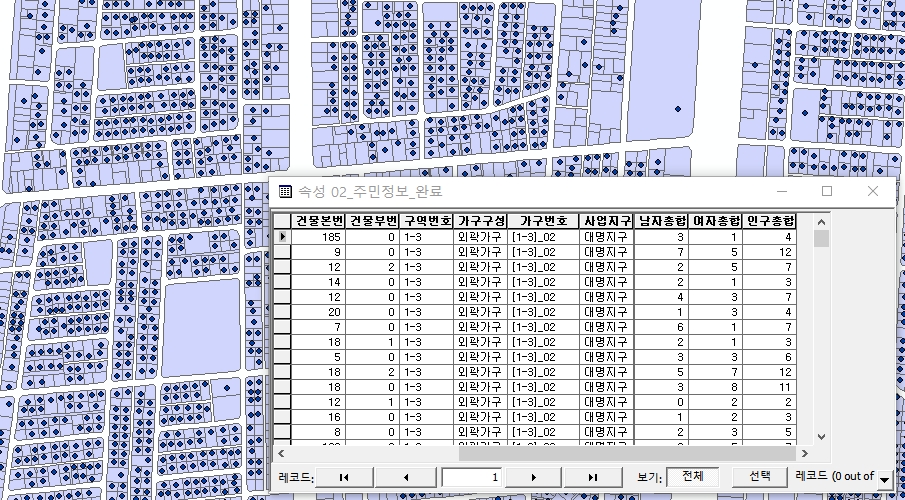 속성 02_주민정보_완료
건물본번 건물부번 구역번호 가구구성 가구번호 사업지구 남자총합 여자총합 인구총합
185 0 1-3 외곽가구 [1-3]_02 대명지구 3 1 4
9 0 1-3 외곽가구 [1-3]_02 대명지구 7 5 12
12 2 1-3 외곽가구 [1-3]_02 대명지구 2 5 7
14 0 1-3 외곽가구 [1-3]_02 대명지구 2 1 3
12 0 1-3 외곽가구 [1-3]_02 대명지구 4 3 7
20 0 1-3 외곽가구 [1-3]_02 대명지구 1 3 4
7 0 1-3 외곽가구 [1-3]_02 대명지구 6 1 7
18 1 1-3 외곽가구 [1-3]_02 대명지구 2 1 3
5 0 1-3 외곽가구 [1-3]_02 대명지구 3 3 6
18 2 1-3 외곽가구 [1-3]_02 대명지구 5 7 12
18 0 1-3 외곽가구 [1-3]_02 대명지구 3 8 11
12 1 1-3 외곽가구 [1-3]_02 대명지구 0 2 2
16 0 1-3 외곽가구 [1-3]_02 대명지구 1 2 3
8 0 1-3 외곽가구 [1-3]_02 대명지구 2 3 5
레코드: 1 보기: 전체 선택 레코드 (0 out of